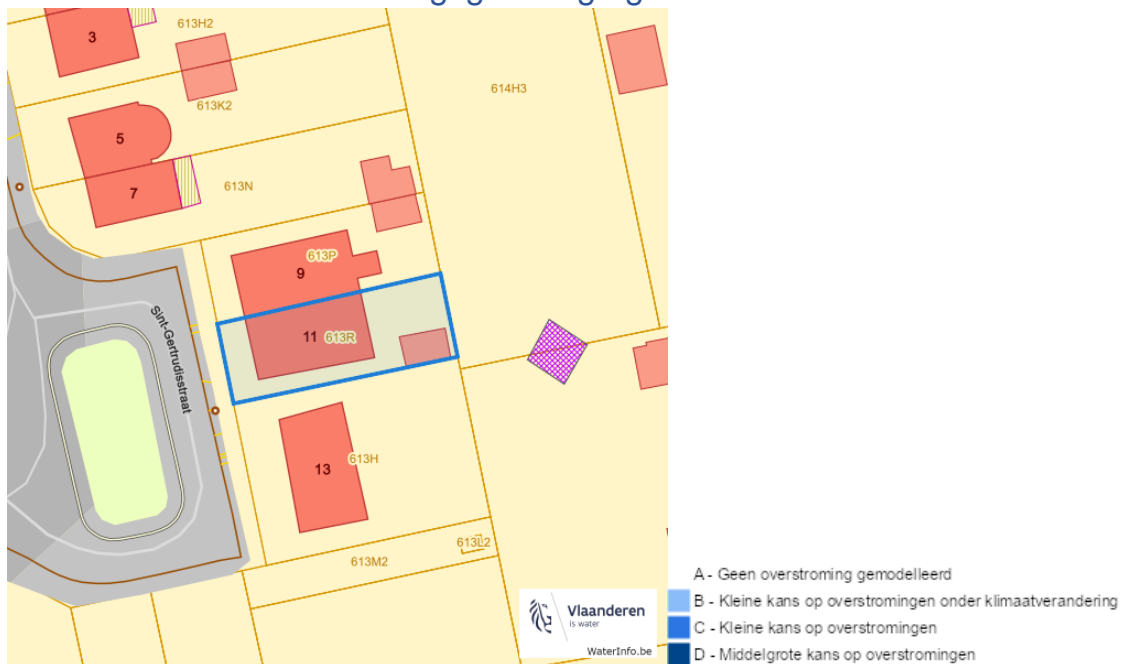 613H2
3
614H3
613K2
5
7
613N
613P
9
11
613R
Sint-Gertrudisstraat
13
613H
613L2
613M2
Vlaanderen
is water
WaterInfo.be
A - Geen overstroming gemodelleerd
B - Kleine kans op overstromingen onder klimaatverandering
C - Kleine kans op overstromingen
D - Middelgrote kans op overstromingen